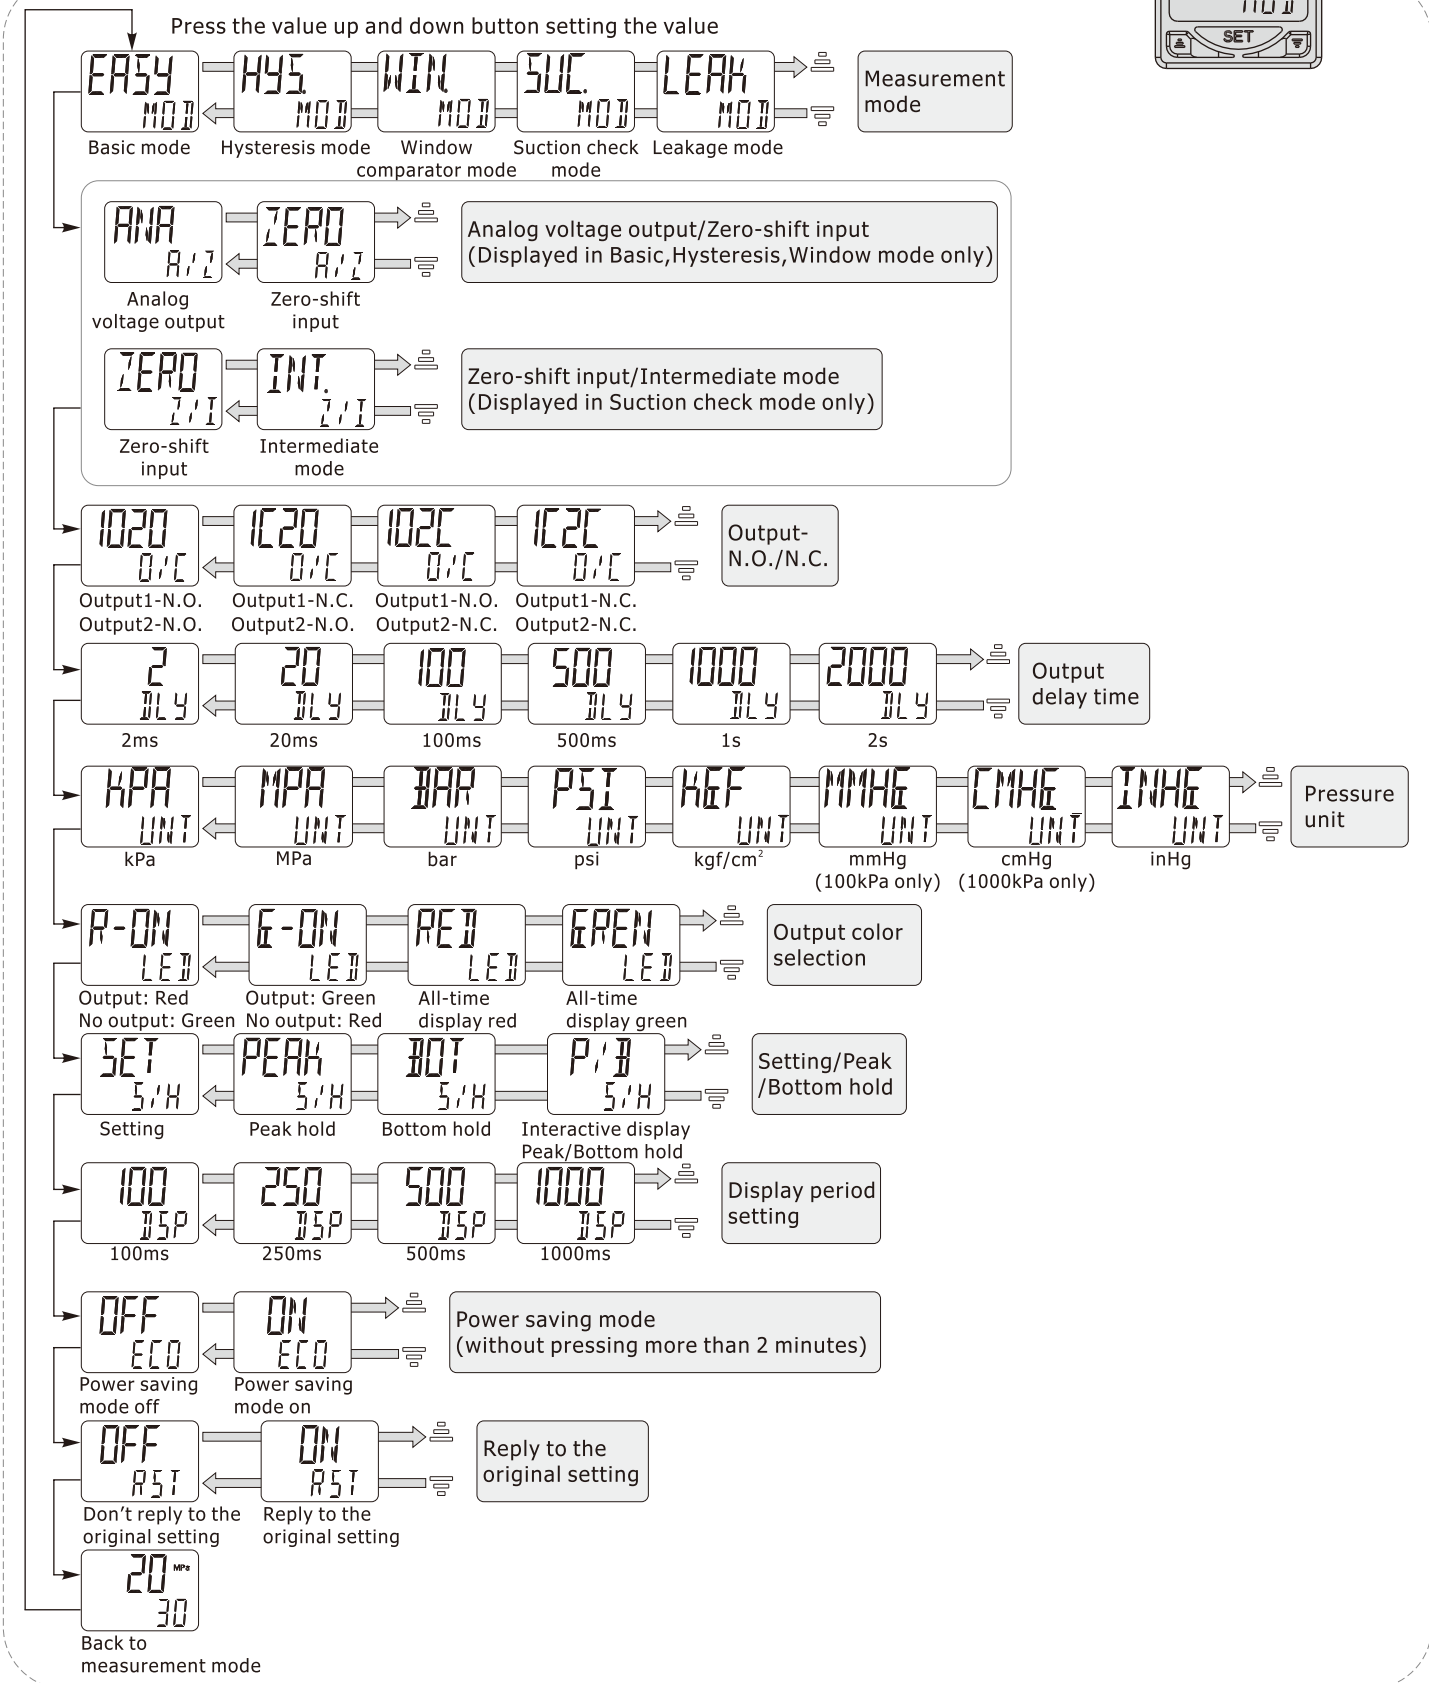 MOD
SET
Press the value up and down button setting the value
EASY HYS. WIN. SUC. LEAK
MOD MOD MOD MOD MOD
Measurement
mode
Basic mode Hysteresis mode Window Suction check Leakage mode
comparator mode mode
ANA ZERO
A/Z A/Z
Analog voltage output/Zero-shift input
(Displayed in Basic,Hysteresis,Window mode only)
Analog Zero-shift
voltage output input
ZERO INT.
Z/I Z/I
Zero-shift input/Intermediate mode
(Displayed in Suction check mode only)
Zero-shift Intermediate
input mode
1O2O 1C2O 1O2C 1C2C
O/C O/C O/C O/C
Output-
N.O./N.C.
Output1-N.O. Output1-N.C. Output1-N.O. Output1-N.C.
Output2-N.O. Output2-N.O. Output2-N.C. Output2-N.C.
2 20 100 500 1000 2000
DLY DLY DLY DLY DLY DLY
Output
delay time
2ms 20ms 100ms 500ms 1s 2s
KPA MPA BAR PSI KGF MMHG CMHG INHG
UNT UNT UNT UNT UNT UNT UNT UNT
Pressure
unit
kPa MPa bar psi kgf/cm² mmHg cmHg inHg
(100kPa only) (1000kPa only)
R-ON G-ON RED GREN
LED LED LED LED
Output color
selection
Output: Red Output: Green All-time All-time
No output: Green No output: Red display red display green
SET PEAK BOT P/B
S/H S/H S/H S/H
Setting/Peak
/Bottom hold
Setting Peak hold Bottom hold Interactive display
Peak/Bottom hold
100 250 500 1000
DSP DSP DSP DSP
Display period
setting
100ms 250ms 500ms 1000ms
OFF ON
ECO ECO
Power saving mode
(without pressing more than 2 minutes)
Power saving Power saving
mode off mode on
OFF ON
RST RST
Reply to the
original setting
Don't reply to the Reply to the
original setting original setting
20 MPa
30
Back to
measurement mode